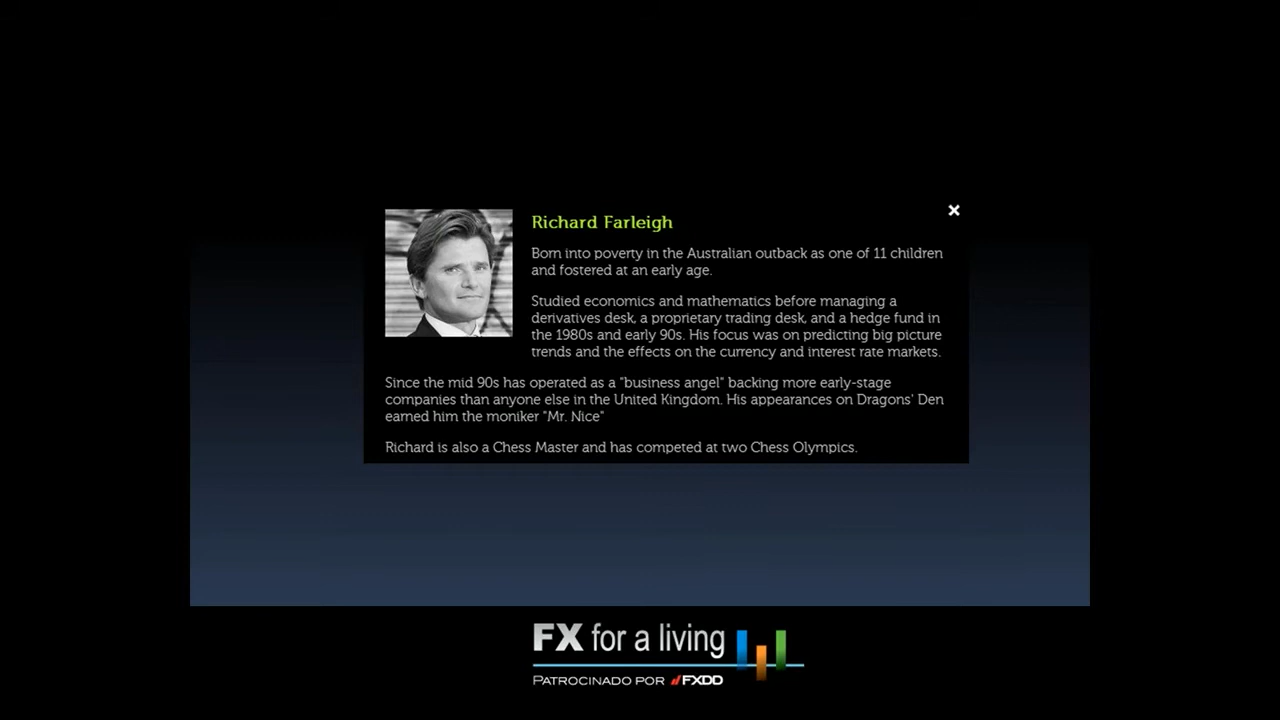 Richard Farleigh
Born into poverty in the Australian outback as one of 11 children
and fostered at an early age.
Studied economics and mathematics before managing a
derivatives desk, a proprietary trading desk, and a hedge fund in
the 1980s and early 90s. His focus was on predicting big picture
trends and the effects on the currency and interest rate markets.
Since the mid 90s has operated as a "business angel" backing more early-stage
companies than anyone else in the United Kingdom. His appearances on Dragons' Den
earned him the moniker "Mr. Nice"
Richard is also a Chess Master and has competed at two Chess Olympics.
FX for a living
PATROCINADO POR FXDD